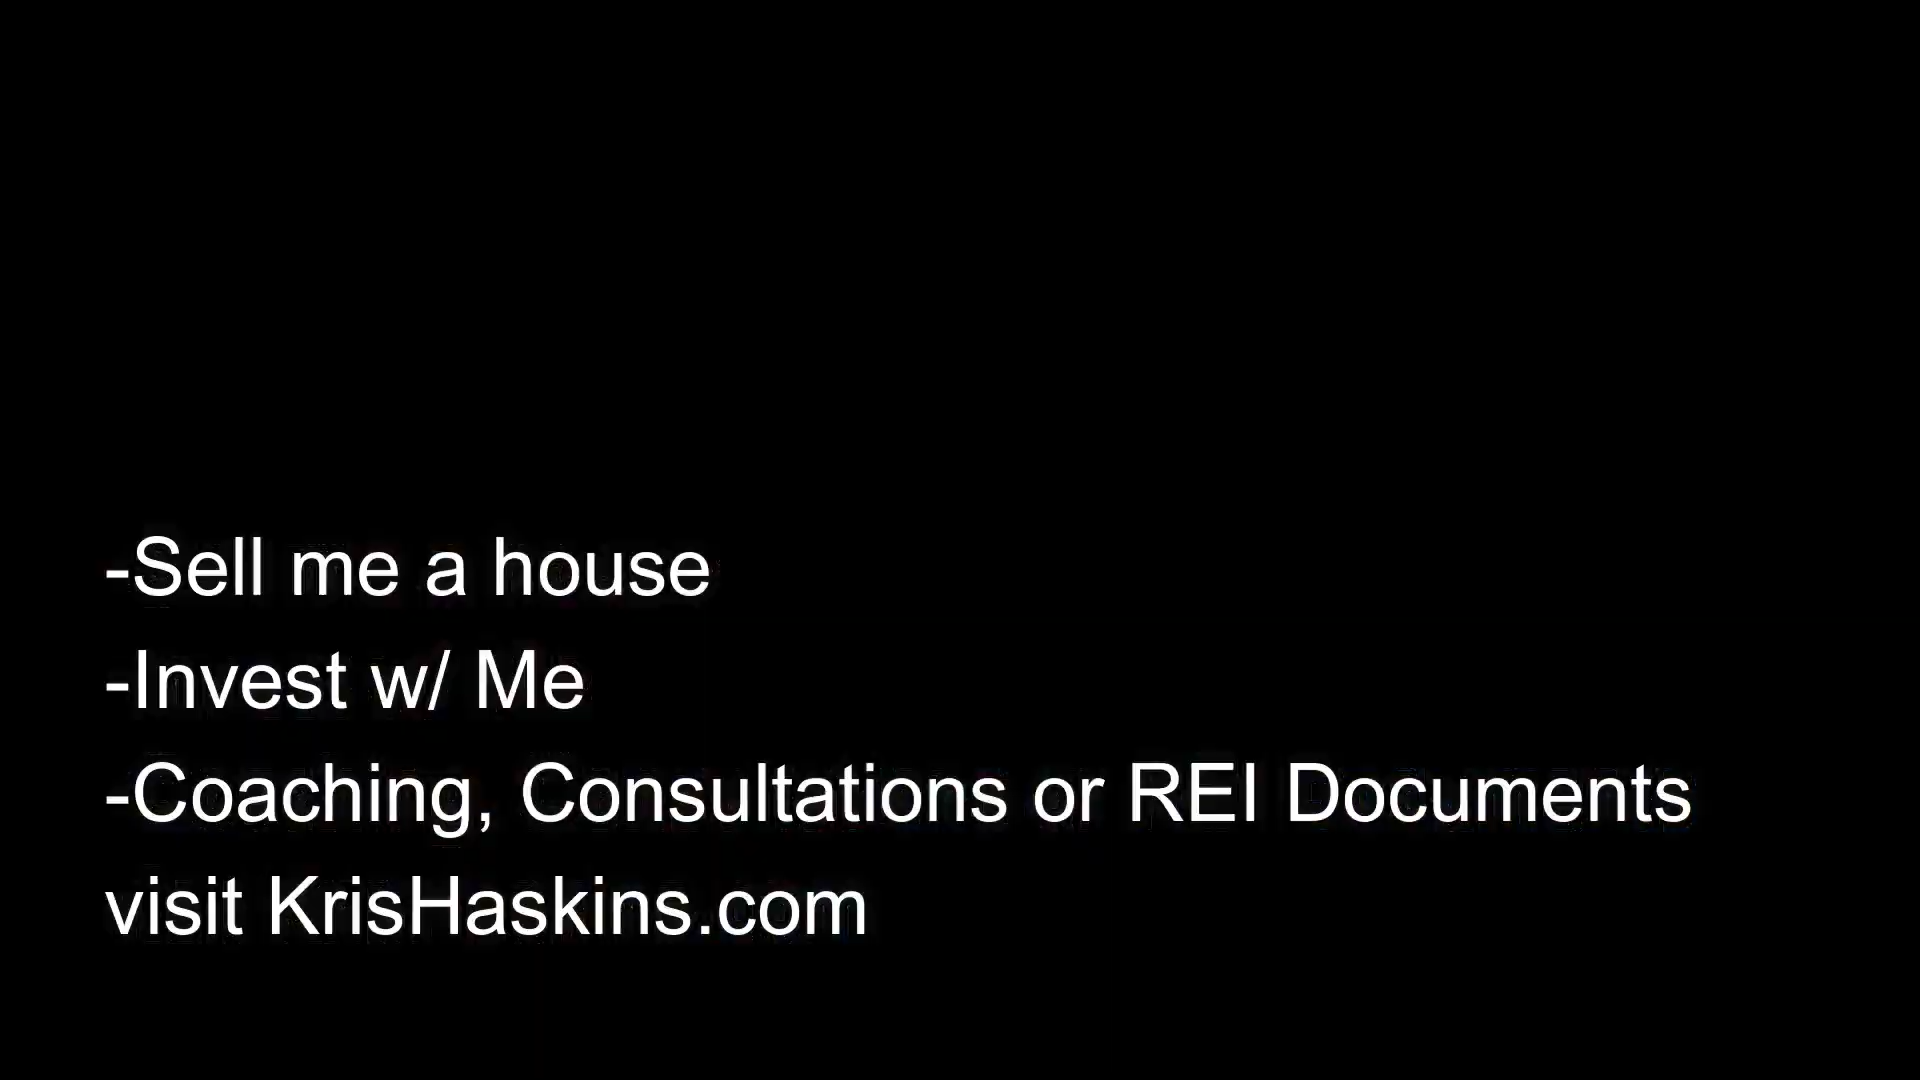 -Sell me a house
-Invest w/ Me
-Coaching, Consultations or REI Documents
visit KrisHaskins.com